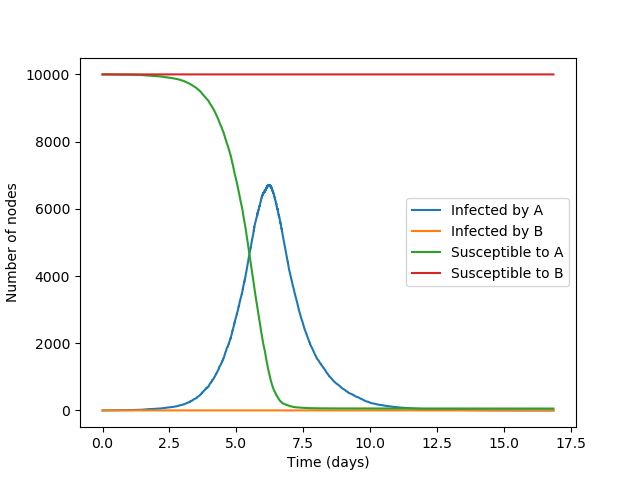 10000
8000
6000
4000
2000
0
Number of nodes
Infected by A
Infected by B
Susceptible to A
Susceptible to B
0.0 2.5 5.0 7.5 10.0 12.5 15.0 17.5
Time (days)